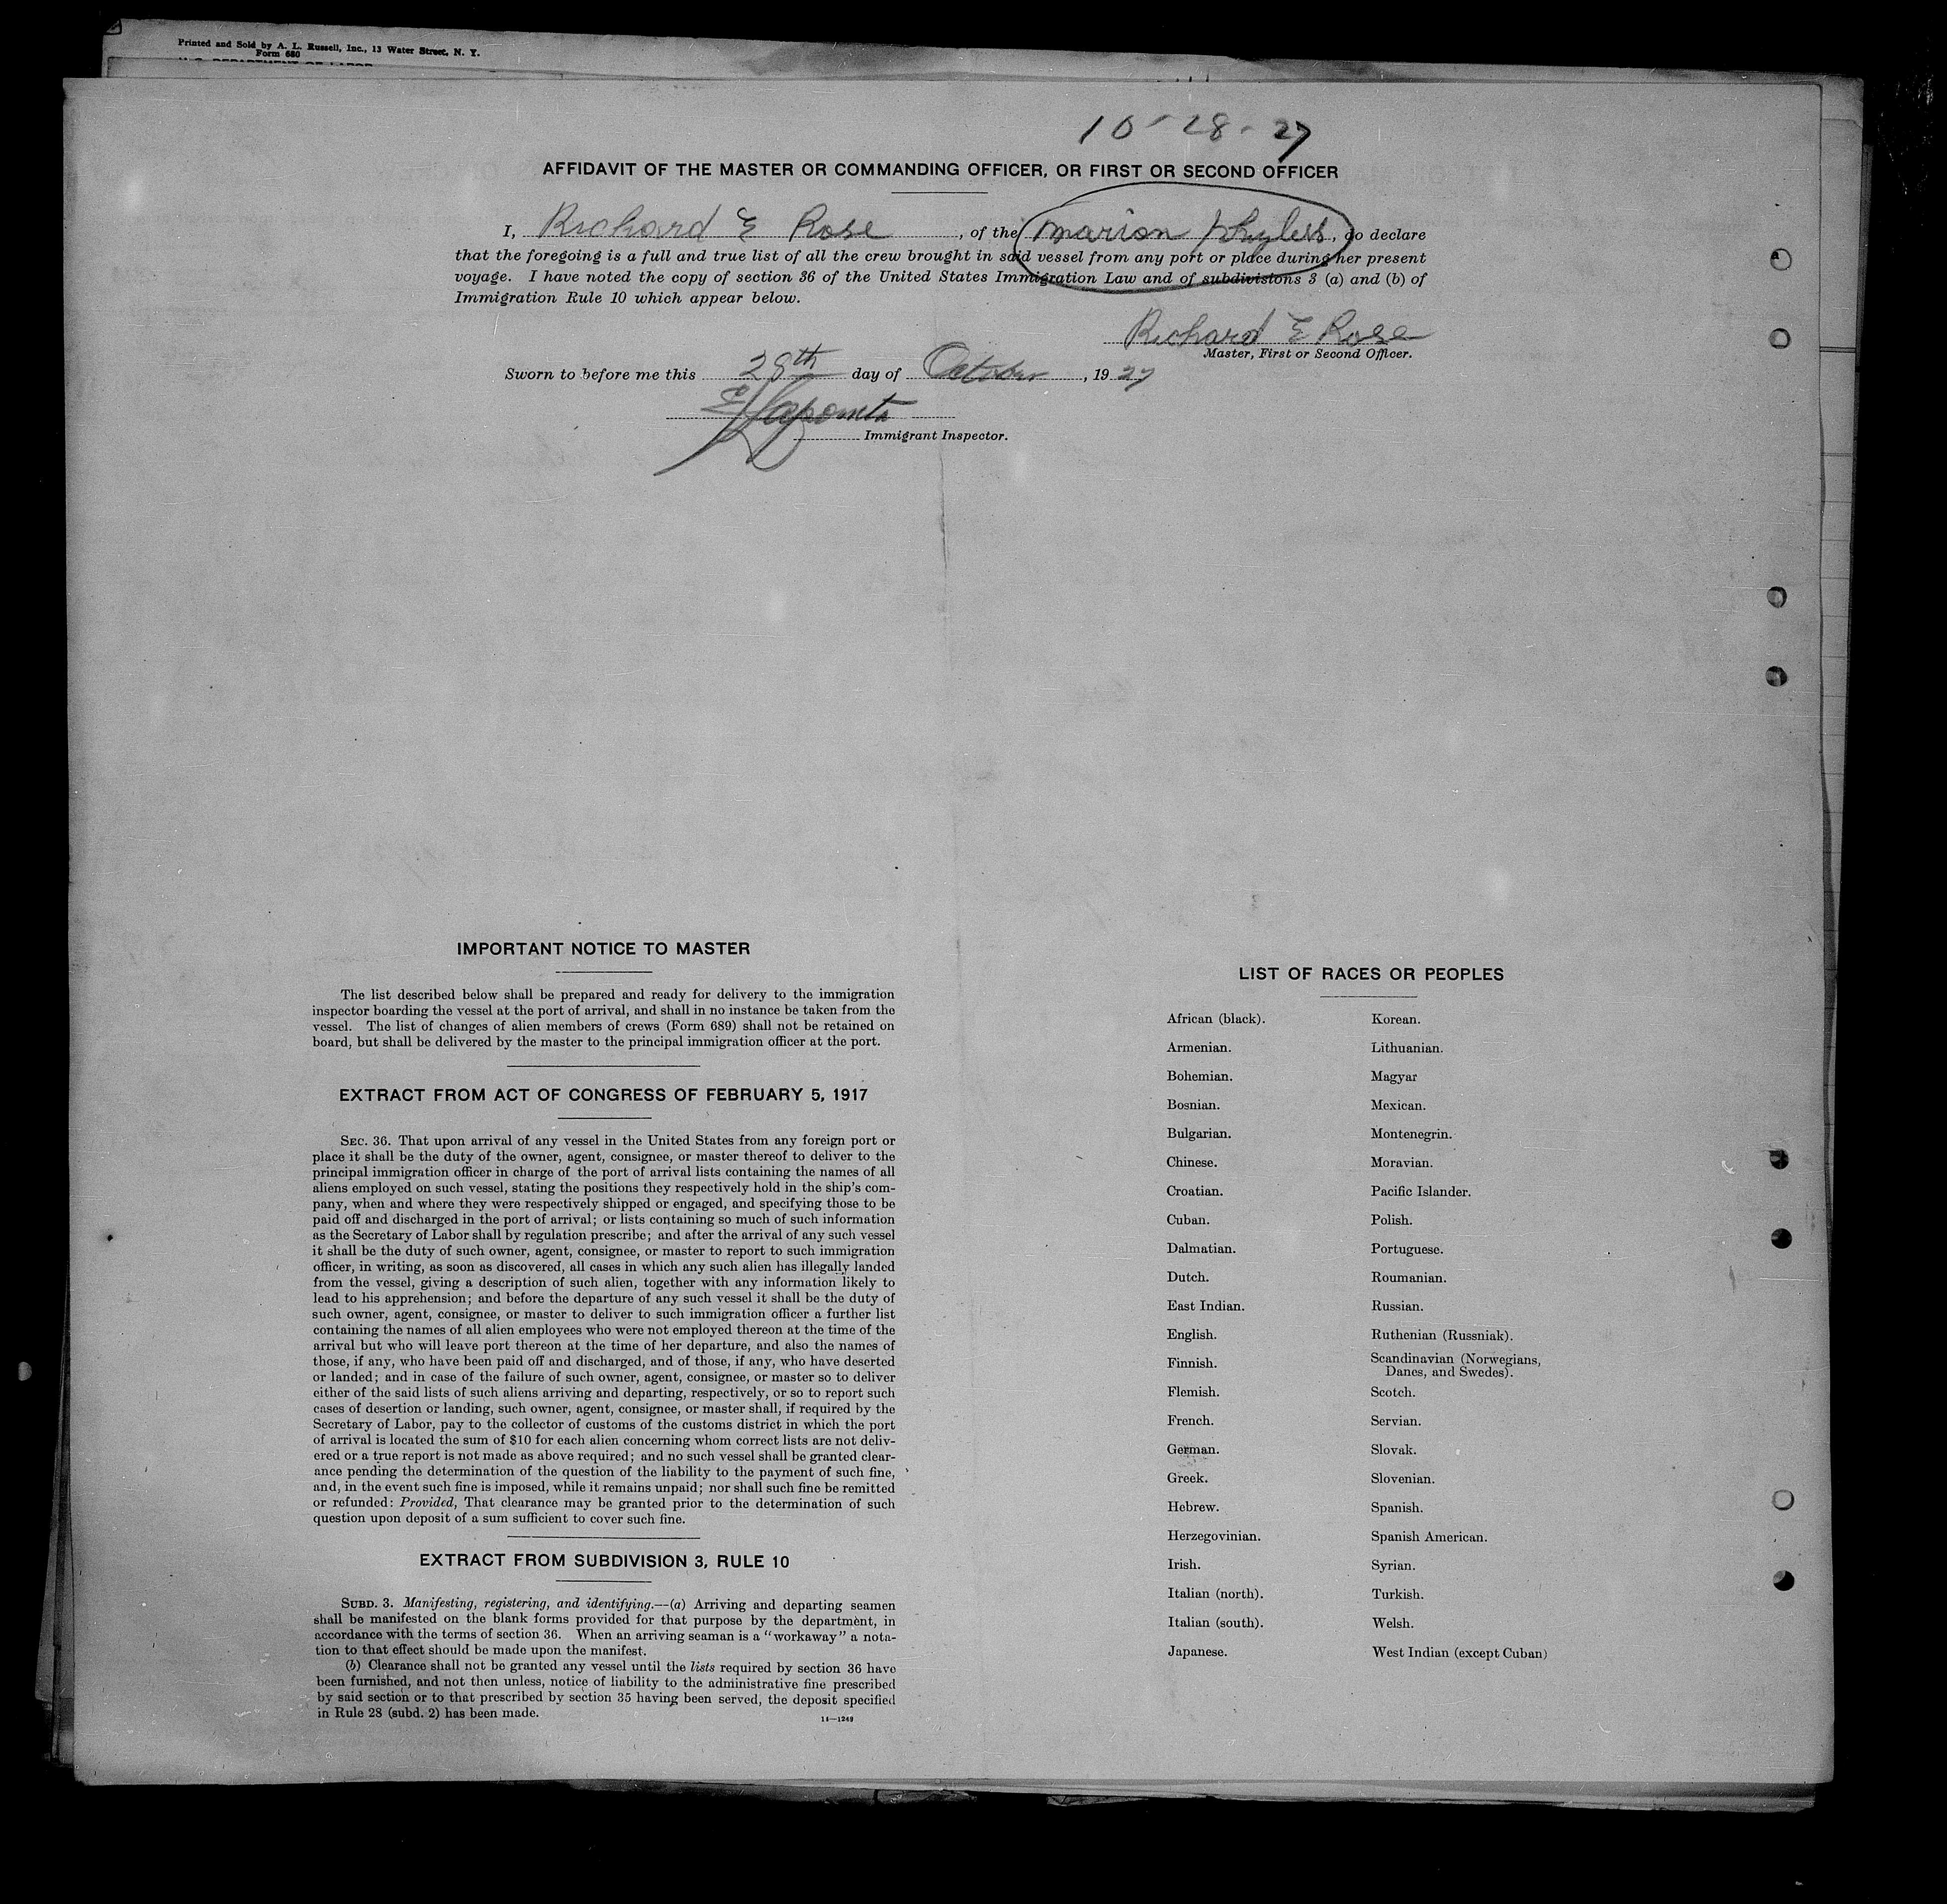 Printed and Sold by A. L. Russell, Inc., 13 Water Street, N. Y.
Form 680
U. S. DEPARTMENT OF LABOR
10-28-27
AFFIDAVIT OF THE MASTER OR COMMANDING OFFICER, OR FIRST OR SECOND OFFICER
I, Richard E Rose, of the Marion Phyliss, do declare
that the foregoing is a full and true list of all the crew brought in said vessel from any port or place during her present
voyage. I have noted the copy of section 36 of the United States Immigration Law and of subdivisions 3 (a) and (b) of
Immigration Rule 10 which appear below.
Richard E Rose
Master, First or Second Officer.
Sworn to before me this 28th day of October, 1927
Immigrant Inspector.
IMPORTANT NOTICE TO MASTER
The list described below shall be prepared and ready for delivery to the immigration
inspector boarding the vessel at the port of arrival, and shall in no instance be taken from the
vessel. The list of changes of alien members of crews (Form 689) shall not be retained on
board, but shall be delivered by the master to the principal immigration officer at the port.
EXTRACT FROM ACT OF CONGRESS OF FEBRUARY 5, 1917
SEC. 36. That upon arrival of any vessel in the United States from any foreign port or
place it shall be the duty of the owner, agent, consignee, or master thereof to deliver to the
principal immigration officer in charge of the port of arrival lists containing the names of all
aliens employed on such vessel, stating the positions they respectively hold in the ship's com-
pany, when and where they were respectively shipped or engaged, and specifying those to be
paid off and discharged in the port of arrival; or lists containing so much of such information
as the Secretary of Labor shall by regulation prescribe; and after the arrival of any such vessel
it shall be the duty of such owner, agent, consignee, or master to report to such immigration
officer, in writing, as soon as discovered, all cases in which any such alien has illegally landed
from the vessel, giving a description of such alien, together with any information likely to
lead to his apprehension; and before the departure of any such vessel it shall be the duty of
such owner, agent, consignee, or master to deliver to such immigration officer a further list
containing the names of all alien employees who were not employed thereon at the time of the
arrival but who will leave port thereon at the time of her departure, and also the names of
those, if any, who have been paid off and discharged, and of those, if any, who have deserted
or landed; and in case of the failure of such owner, agent, consignee, or master so to deliver
either of the said lists of such aliens arriving and departing, respectively, or so to report such
cases of desertion or landing, such owner, agent, consignee, or master shall, if required by the
Secretary of Labor, pay to the collector of customs of the customs district in which the port
of arrival is located the sum of $10 for each alien concerning whom correct lists are not deliv-
ered or a true report is not made as above required; and no such vessel shall be granted clear-
ance pending the determination of the question of the liability to the payment of such fine,
and, in the event such fine is imposed, while it remains unpaid; nor shall such fine be remitted
or refunded: Provided, That clearance may be granted prior to the determination of such
question upon deposit of a sum sufficient to cover such fine.
EXTRACT FROM SUBDIVISION 3, RULE 10
SUBD. 3. Manifesting, registering, and identifying.—(a) Arriving and departing seamen
shall be manifested on the blank forms provided for that purpose by the department, in
accordance with the terms of section 36. When an arriving seaman is a "workaway" a nota-
tion to that effect should be made upon the manifest.
(b) Clearance shall not be granted any vessel until the lists required by section 36 have
been furnished, and not then unless, notice of liability to the administrative fine prescribed
by said section or to that prescribed by section 35 having been served, the deposit specified
in Rule 28 (subd. 2) has been made.
14—1248
LIST OF RACES OR PEOPLES
African (black).
Armenian.
Bohemian.
Bosnian.
Bulgarian.
Chinese.
Croatian.
Cuban.
Dalmatian.
Dutch.
East Indian.
English.
Finnish.
Flemish.
French.
German.
Greek.
Hebrew.
Herzegovinian.
Irish.
Italian (north).
Italian (south).
Japanese.
Korean.
Lithuanian.
Magyar
Mexican.
Montenegrin.
Moravian.
Pacific Islander.
Polish.
Portuguese.
Roumanian.
Russian.
Ruthenian (Russniak).
Scandinavian (Norwegians,
Danes, and Swedes).
Scotch.
Servian.
Slovak.
Slovenian.
Spanish.
Spanish American.
Syrian.
Turkish.
Welsh.
West Indian (except Cuban)